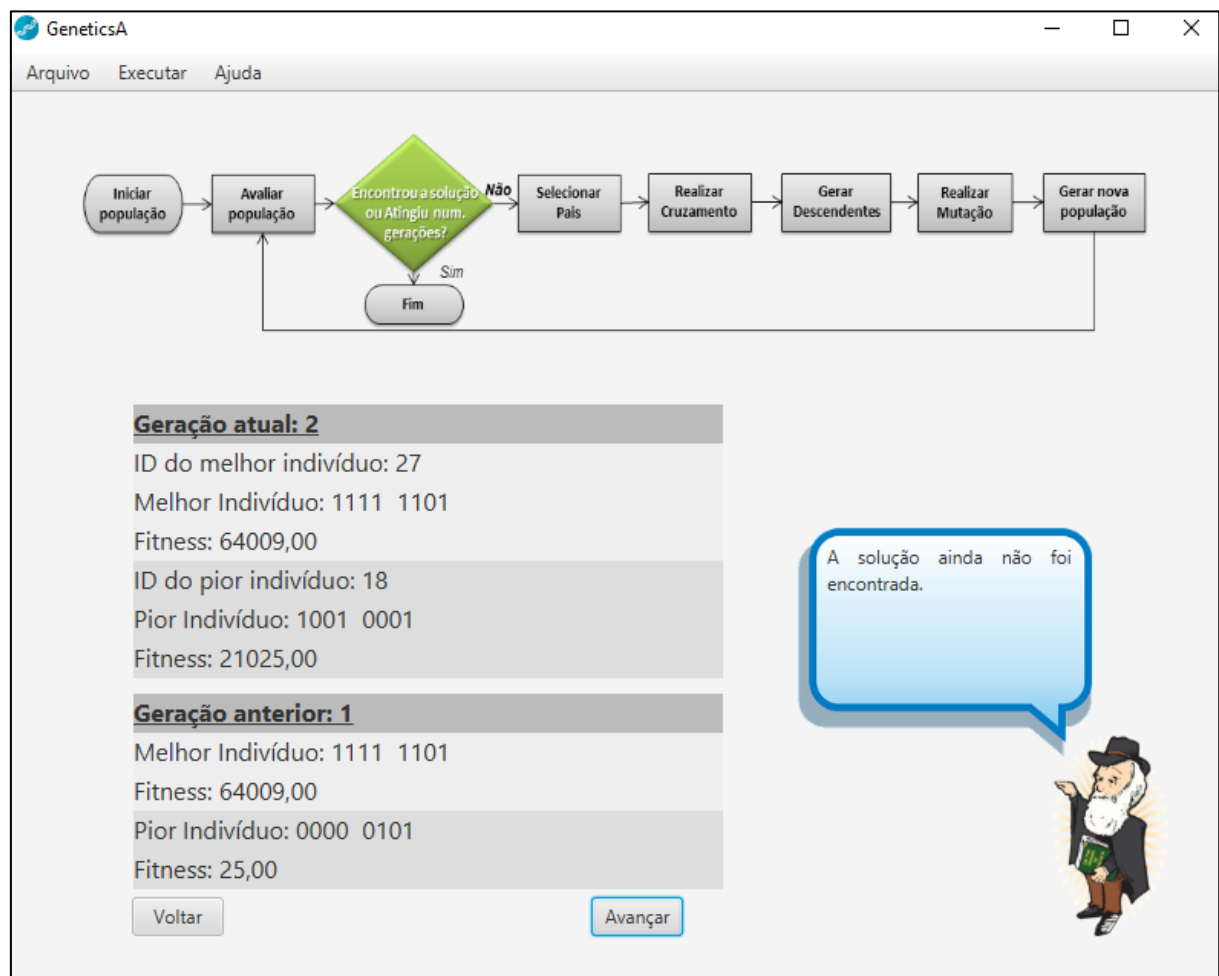 GeneticsA
Arquivo Executar Ajuda
Iniciar
população
Avaliar
população
Encontrou a solução
ou Atingiu num.
gerações?
Não
Selecionar
Pais
Realizar
Cruzamento
Gerar
Descendentes
Realizar
Mutação
Gerar nova
população
Sim
Fim
Geração atual: 2
ID do melhor indivíduo: 27
Melhor Indivíduo: 1111  1101
Fitness: 64009,00
ID do pior indivíduo: 18
Pior Indivíduo: 1001  0001
Fitness: 21025,00
Geração anterior: 1
Melhor Indivíduo: 1111  1101
Fitness: 64009,00
Pior Indivíduo: 0000  0101
Fitness: 25,00
A solução ainda não foi
encontrada.
Voltar
Avançar